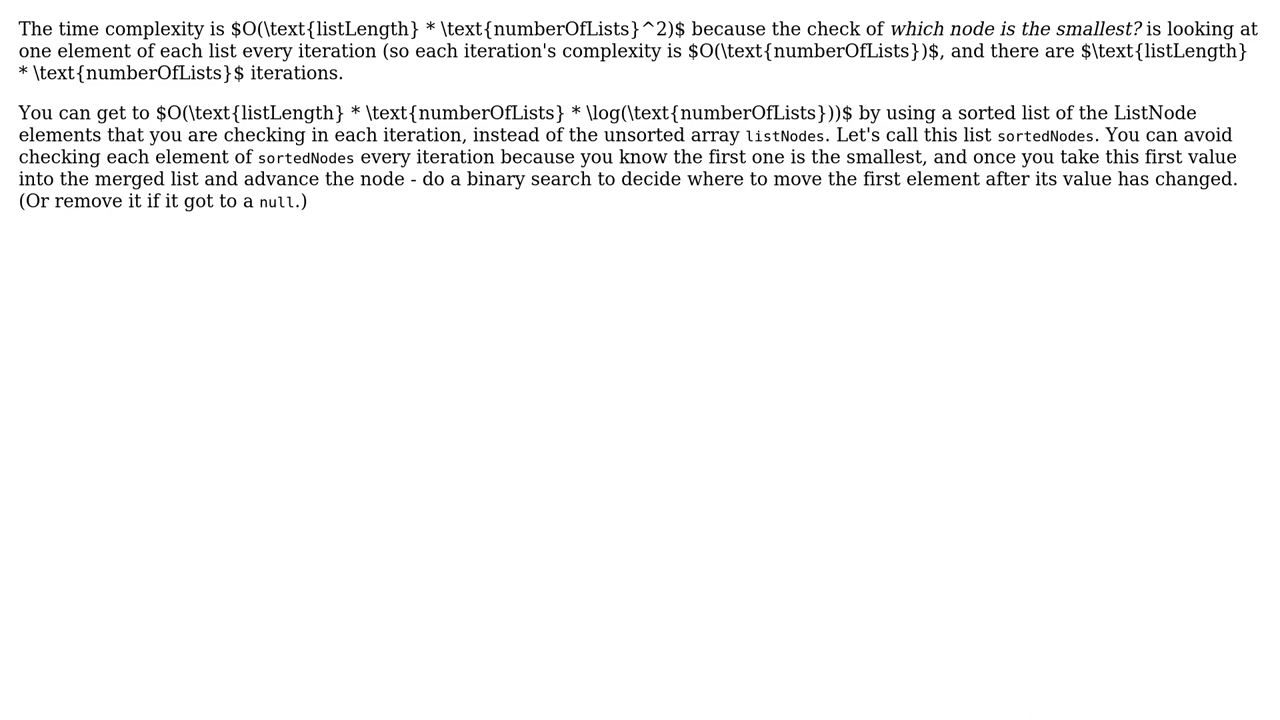 The time complexity is $O(\text{listLength} * \text{numberOfLists}^2)$ because the check of which node is the smallest? is looking at
one element of each list every iteration (so each iteration's complexity is $O(\text{numberOfLists})$, and there are $\text{listLength}
* \text{numberOfLists}$ iterations.
You can get to $O(\text{listLength} * \text{numberOfLists} * \log(\text{numberOfLists}))$ by using a sorted list of the ListNode
elements that you are checking in each iteration, instead of the unsorted array listNodes. Let's call this list sortedNodes. You can avoid
checking each element of sortedNodes every iteration because you know the first one is the smallest, and once you take this first value
into the merged list and advance the node - do a binary search to decide where to move the first element after its value has changed.
(Or remove it if it got to a null.)